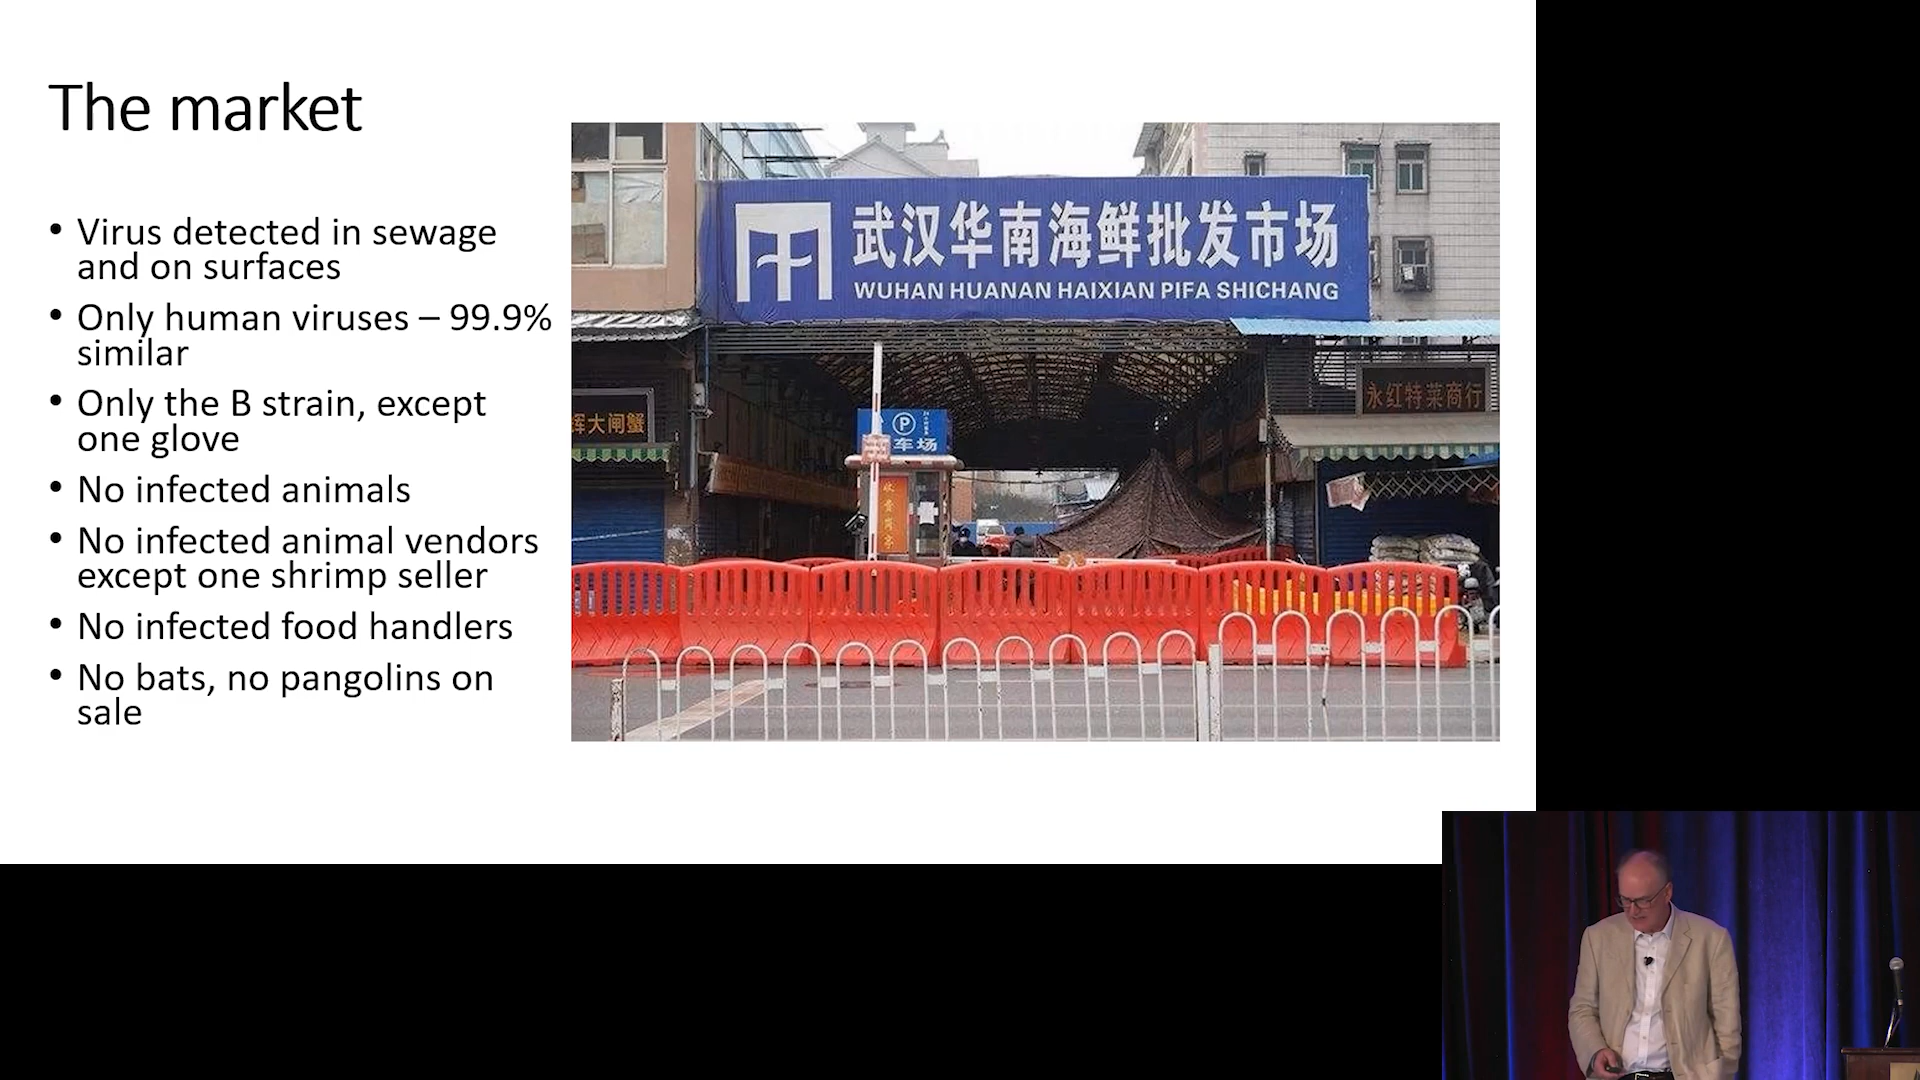 The market
• Virus detected in sewage
and on surfaces
• Only human viruses – 99.9%
similar
• Only the B strain, except
one glove
• No infected animals
• No infected animal vendors
except one shrimp seller
• No infected food handlers
• No bats, no pangolins on
sale
武汉华南海鲜批发市场
WUHAN HUANAN HAIXIAN PIFA SHICHANG
永红特菜商行
大闸蟹
P
车场